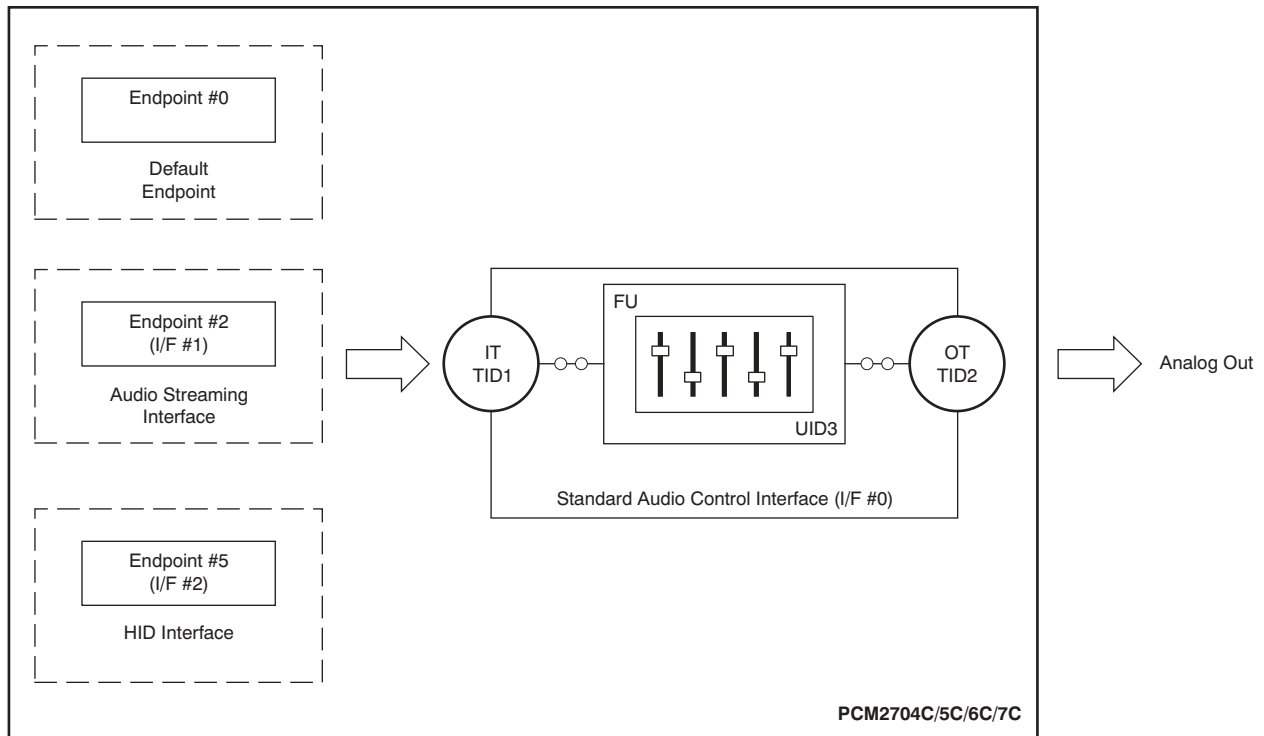 Endpoint #0
Default
Endpoint
Endpoint #2
(I/F #1)
Audio Streaming
Interface
Endpoint #5
(I/F #2)
HID Interface
IT
TID1
FU
UID3
OT
TID2
Standard Audio Control Interface (I/F #0)
Analog Out
PCM2704C/5C/6C/7C